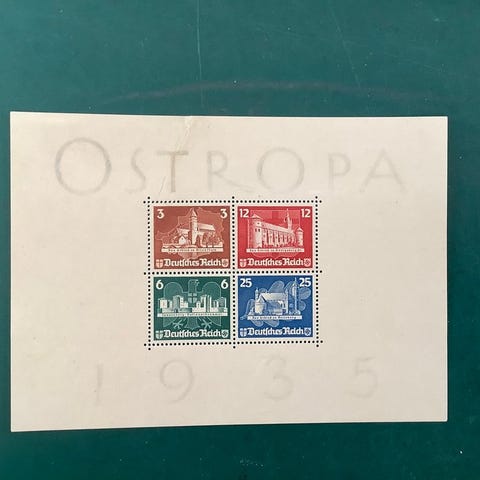 OSTROPA
3 3
Deutsches Reich
12 12
Deutsches Reich
6 6
Deutsches Reich
25 25
Deutsches Reich
1935